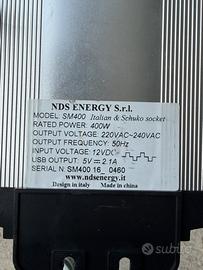 NDS ENERGY S.r.l.
MODEL: SM400 Italian & Schuko socket
RATED POWER: 400W
OUTPUT VOLTAGE: 220VAC~240VAC
OUTPUT FREQUENCY: 50Hz
INPUT VOLTAGE: 12VDC
USB OUTPUT: 5V = 2.1A
SERIAL N: SM400 16_ 0460
www.ndsenergy.it
Design in italy Made in china
subito